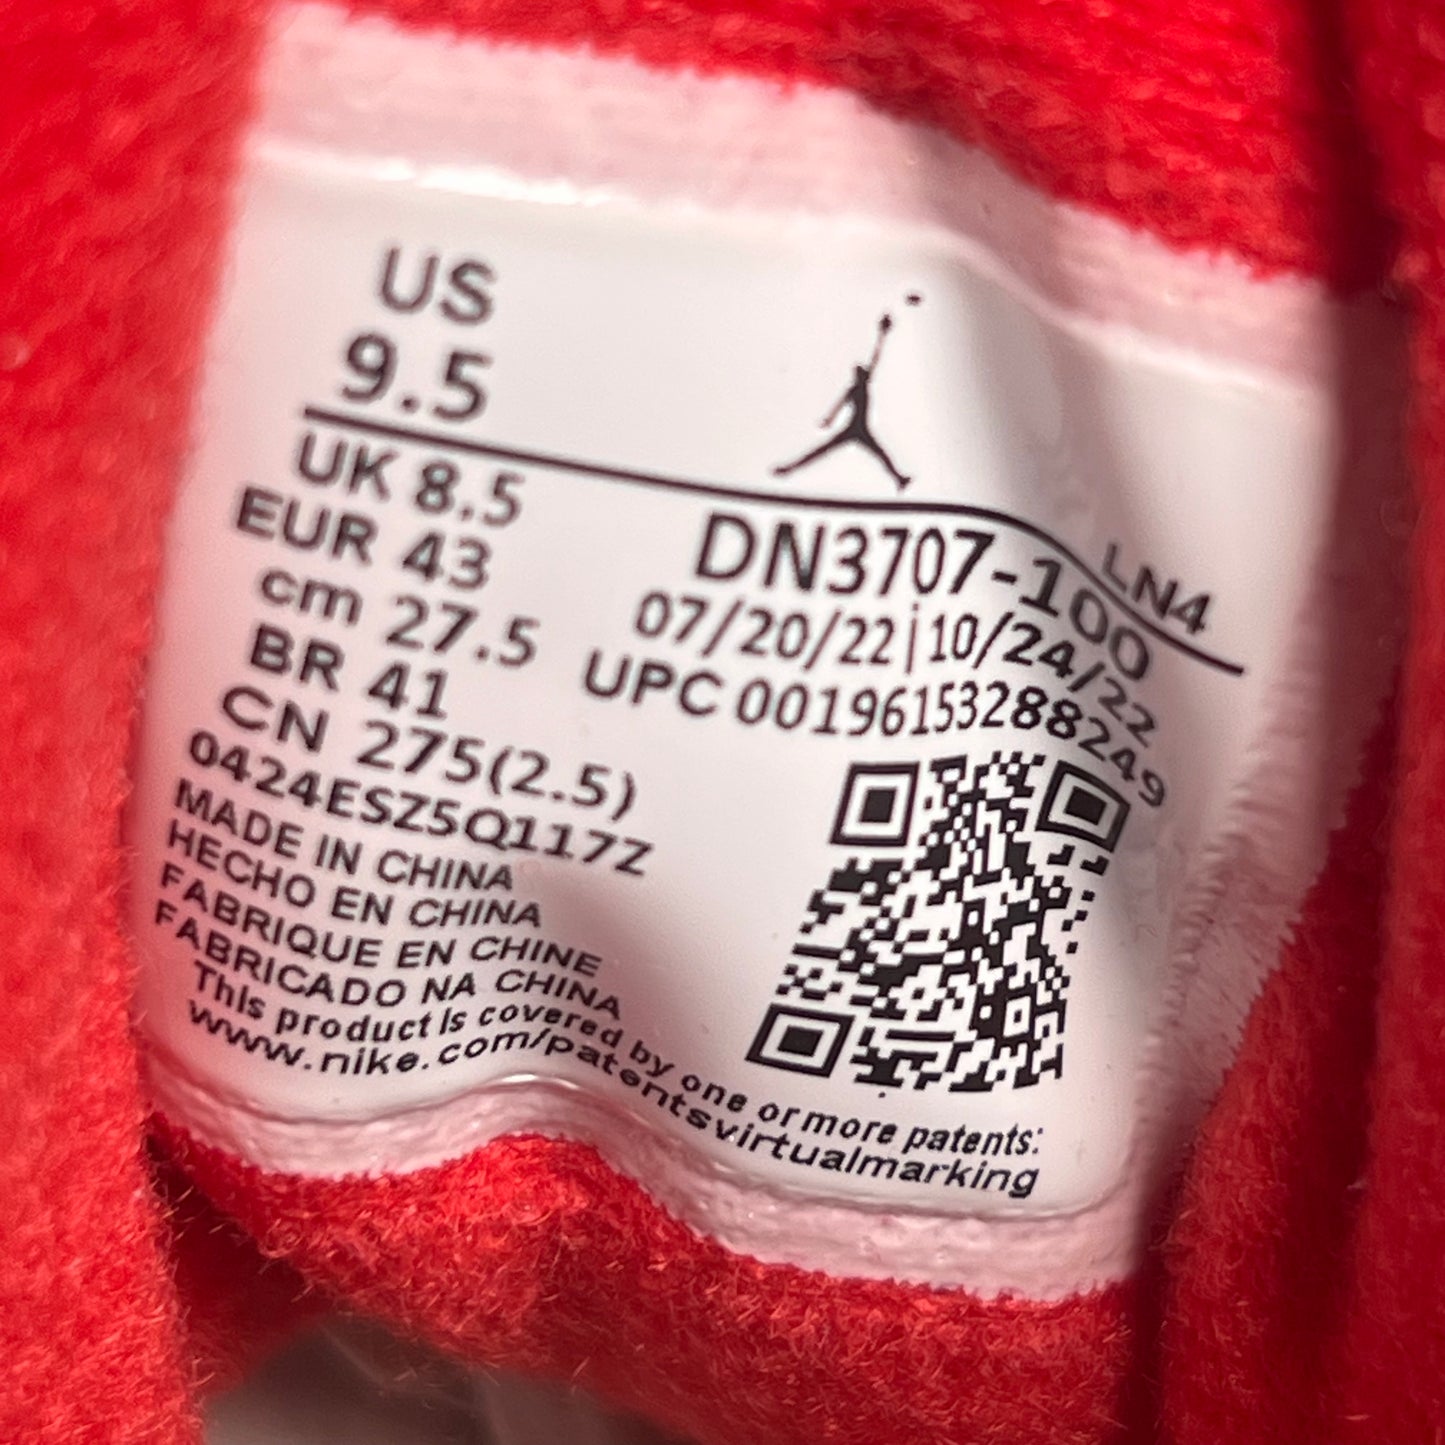 US
9.5
UK 8.5
EUR 43
cm 27.5
BR 41
CN 275(2.5)
0424ESZ5Q117Z
MADE IN CHINA
HECHO EN CHINA
FABRIQUE EN CHINE
FABRICADO NA CHINA
This product is covered by one or more patents:
www.nike.com/patentsvirtualmarking
LN4
DN3707-100
07/20/22|10/24/22
UPC 00196153288249